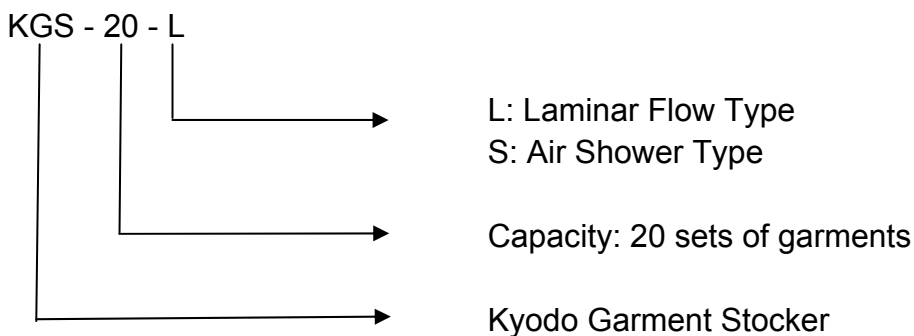 KGS - 20 - L
L: Laminar Flow Type
S: Air Shower Type
Capacity: 20 sets of garments
Kyodo Garment Stocker